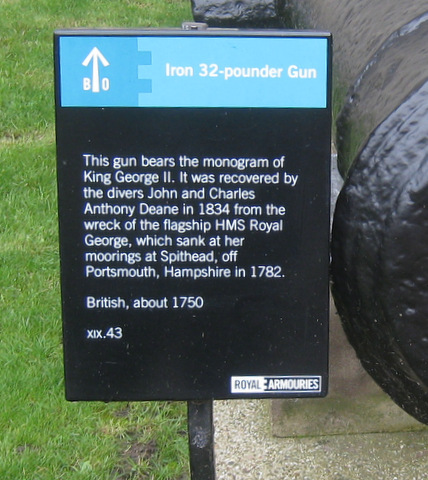 B O
Iron 32-pounder Gun
This gun bears the monogram of
King George II. It was recovered by
the divers John and Charles
Anthony Deane in 1834 from the
wreck of the flagship HMS Royal
George, which sank at her
moorings at Spithead, off
Portsmouth, Hampshire in 1782.
British, about 1750
XIX.43
ROYAL ARMOURIES